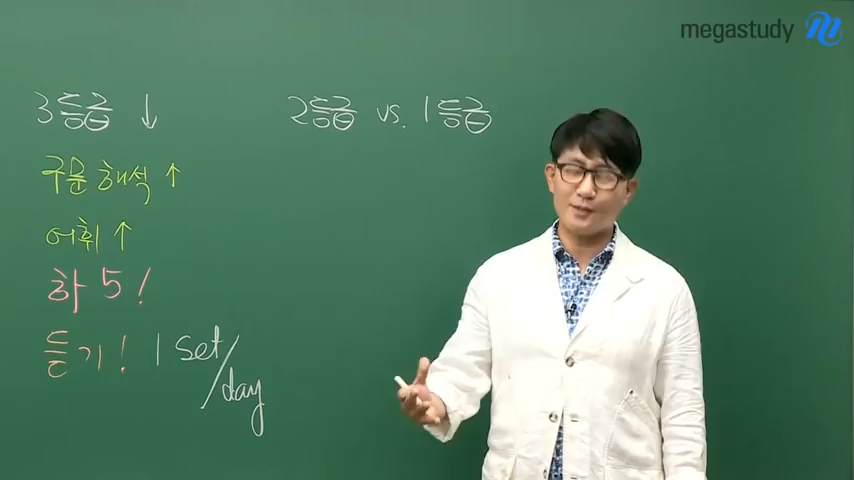 megastudy
3등급 ↓
2등급 vs. 1등급
구문 해석 ↑
어휘 ↑
하 5!
듣기! 1 set/day